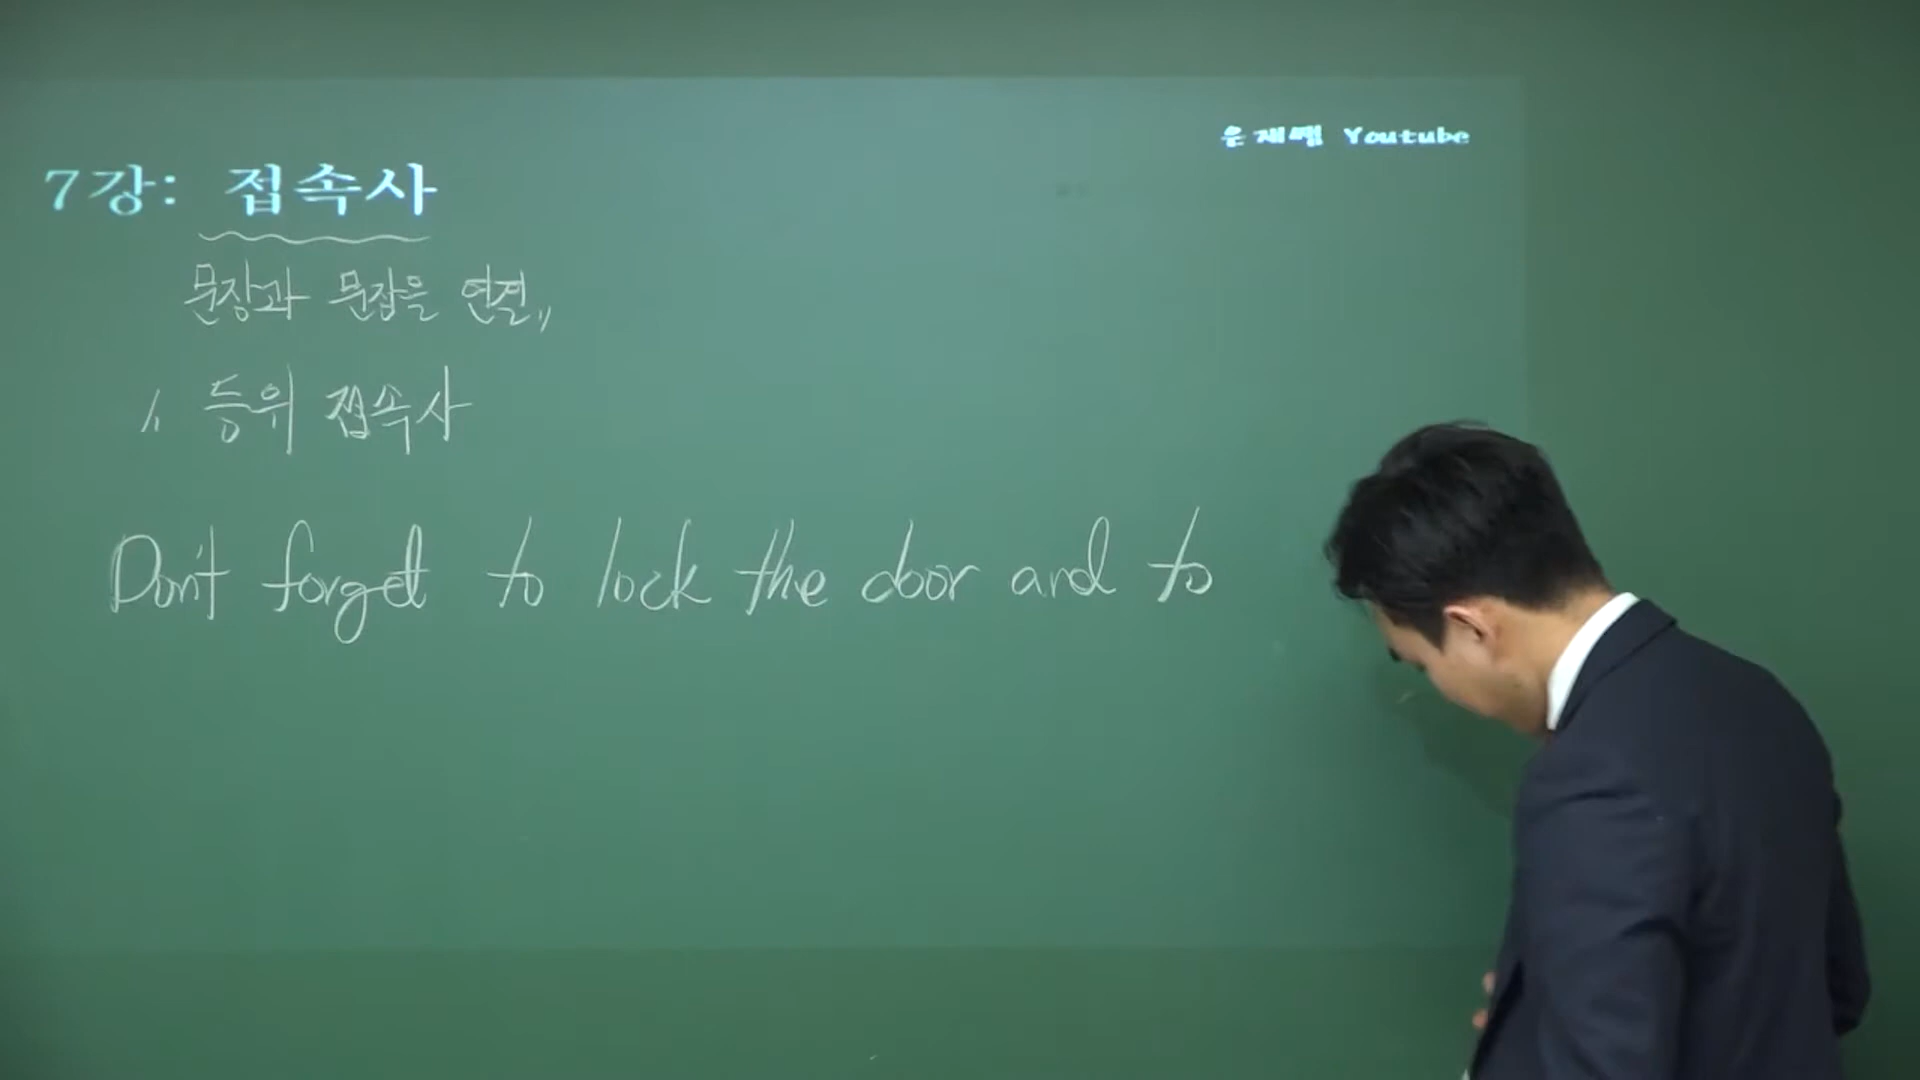 은재쌤 Youtube
7강: 접속사
문장과 문장을 연결,,
1. 등위 접속사
Don't forget to lock the door and to